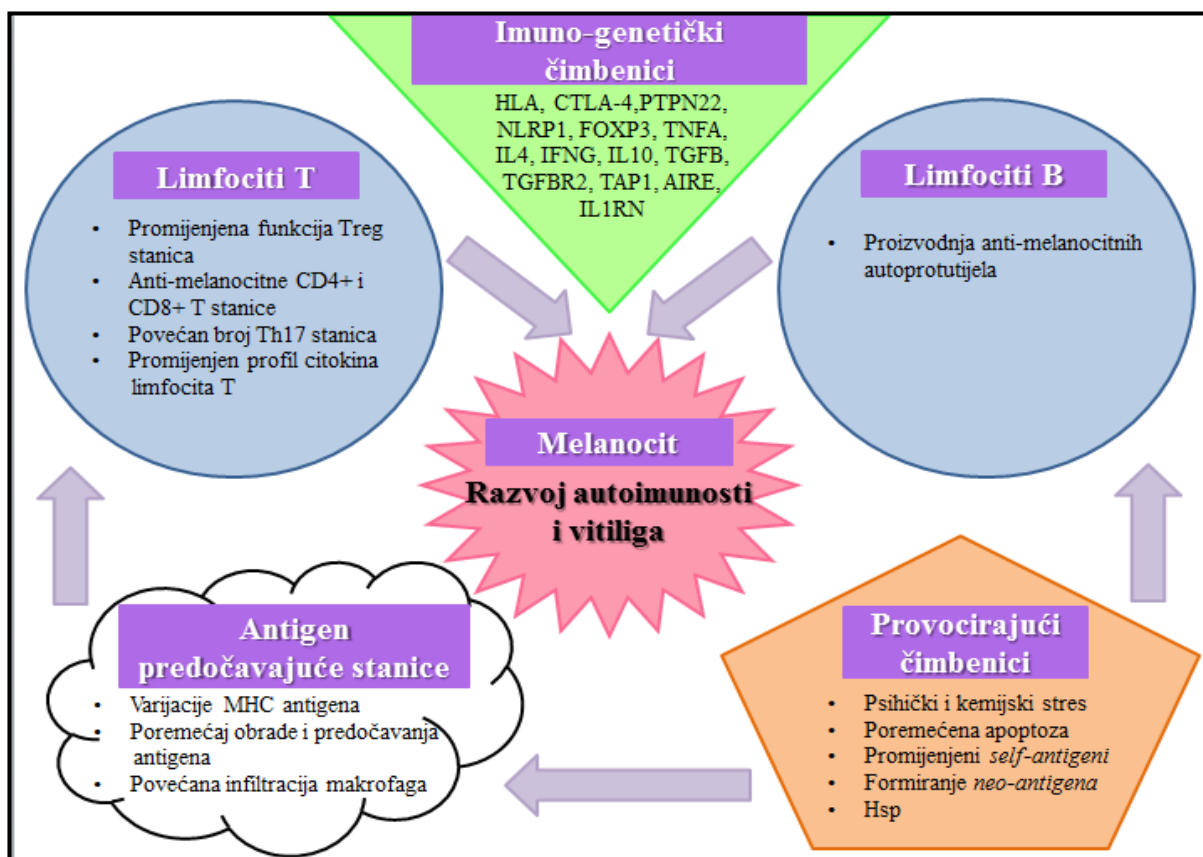 Imuno-genetički
čimbenici
HLA, CTLA-4,PTPN22,
NLRP1, FOXP3, TNFA,
IL4, IFNG, IL10, TGFB,
TGFBR2, TAP1, AIRE,
IL1RN
Limfociti T
• Promijenjena funkcija Treg
stanica
• Anti-melanocitne CD4+ i
CD8+ T stanice
• Povećan broj Th17 stanica
• Promijenjen profil citokina
limfocita T
Limfociti B
• Proizvodnja anti-melanocitnih
autoprotutijela
Melanocit
Razvoj autoimunosti
i vitiliga
Antigen
predočavajuće stanice
• Varijacije MHC antigena
• Poremećaj obrade i predočavanja
antigena
• Povećana infiltracija makrofaga
Provocirajući
čimbenici
• Psihički i kemijski stres
• Poremećena apoptoza
• Promijenjeni self-antigeni
• Formiranje neo-antigena
• Hsp